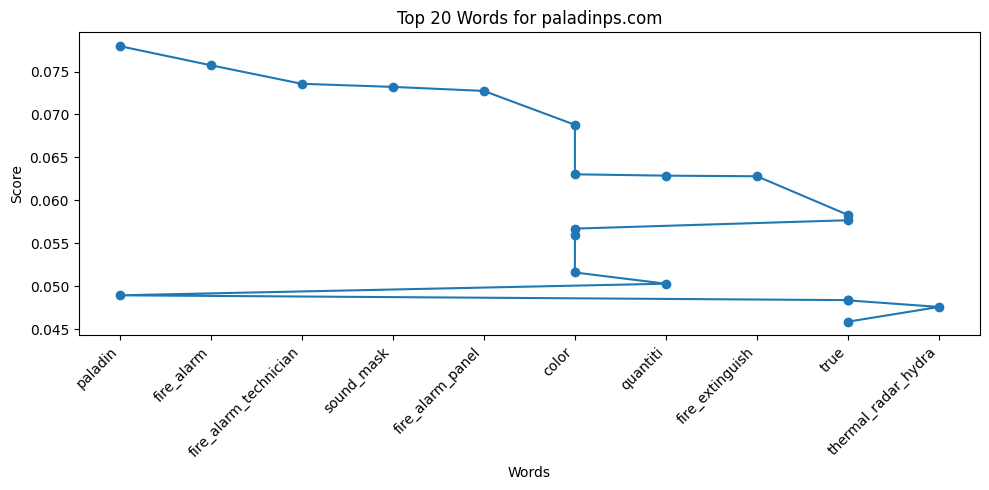 Top 20 Words for paladinps.com
Score
0.075
0.070
0.065
0.060
0.055
0.050
0.045
paladin
fire_alarm
fire_alarm_technician
sound_mask
fire_alarm_panel
color
quantiti
fire_extinguish
true
thermal_radar_hydra
Words